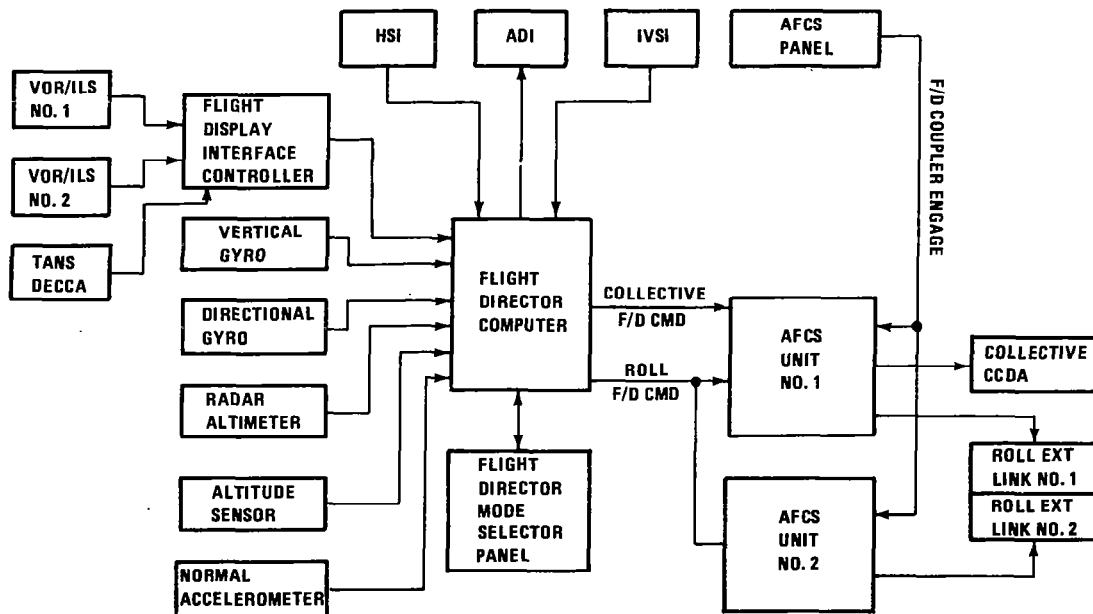 HSI
ADI
IVSI
AFCS
PANEL
VOR/ILS
NO. 1
FLIGHT
DISPLAY
INTERFACE
CONTROLLER
VOR/ILS
NO. 2
TANS
DECCA
F/D COUPLER ENGAGE
VERTICAL
GYRO
DIRECTIONAL
GYRO
RADAR
ALTIMETER
ALTITUDE
SENSOR
NORMAL
ACCELEROMETER
FLIGHT
DIRECTOR
COMPUTER
COLLECTIVE
F/D CMD
ROLL
F/D CMD
FLIGHT
DIRECTOR
MODE
SELECTOR
PANEL
AFCS
UNIT
NO. 1
AFCS
UNIT
NO. 2
COLLECTIVE
CCDA
ROLL EXT
LINK NO. 1
ROLL EXT
LINK NO. 2